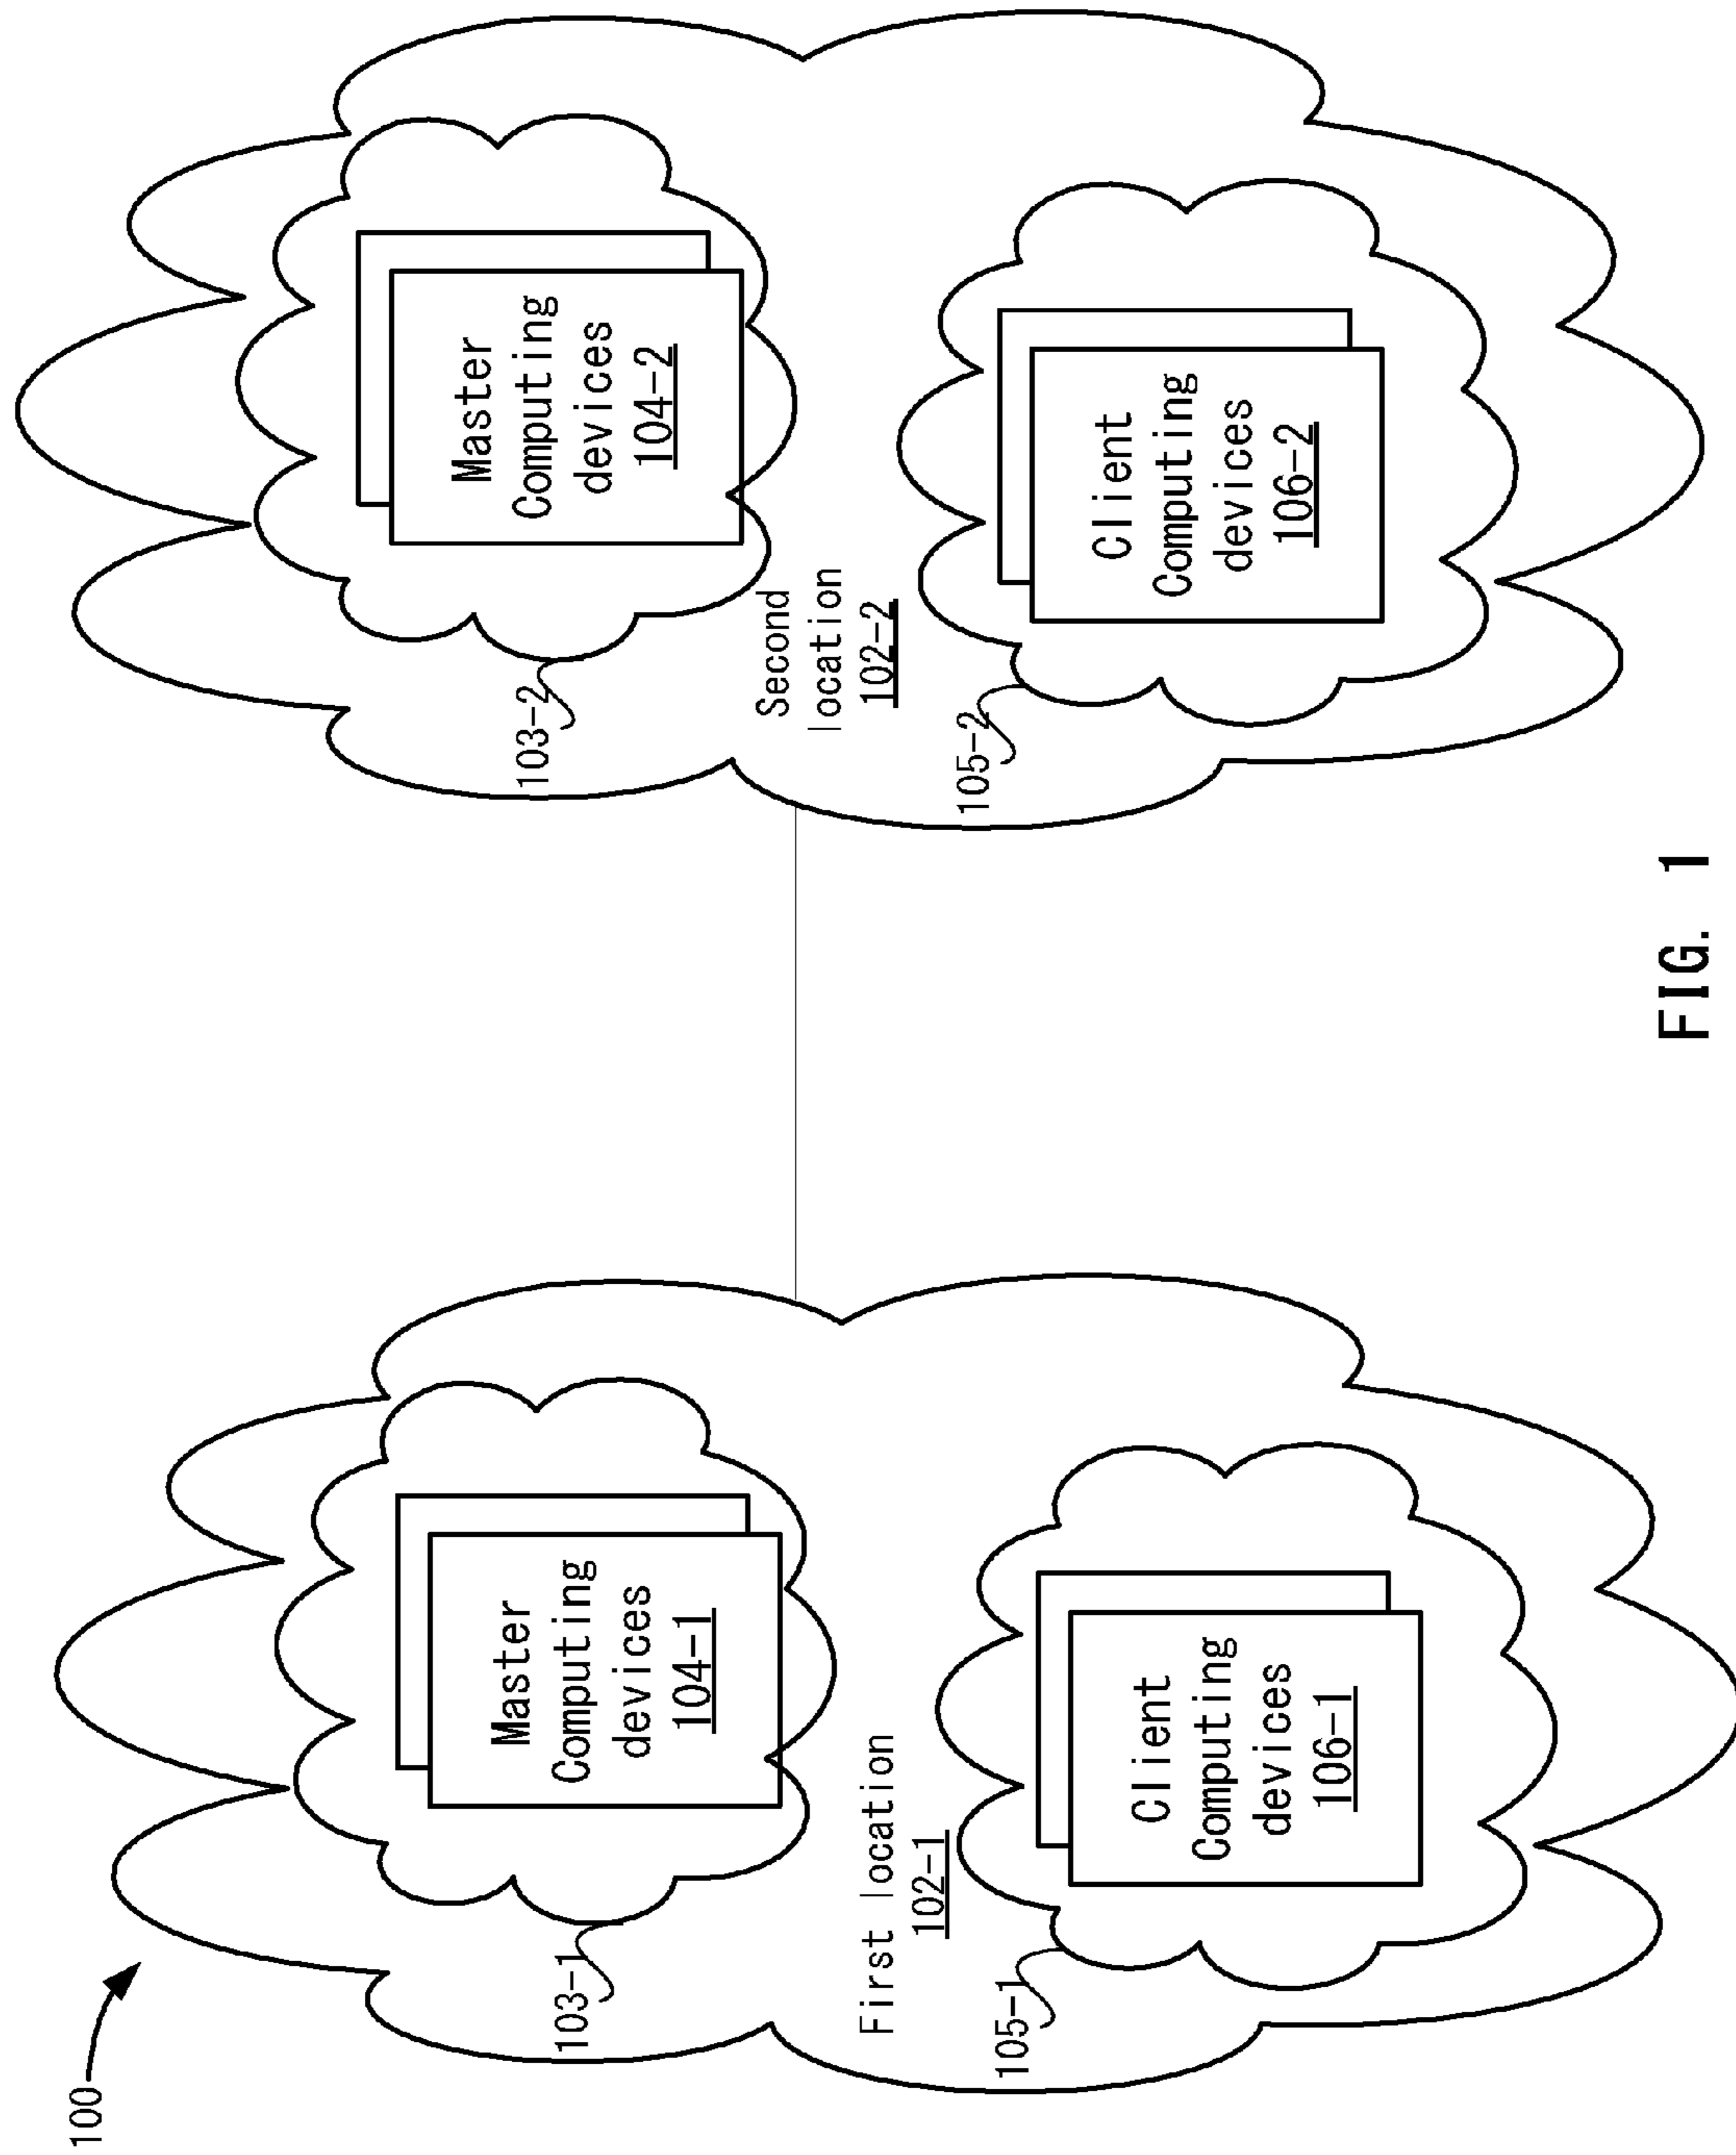 100
103-1
Master
Computing
devices
104-1
First location
102-1
105-1
Client
Computing
devices
106-1
103-2
Master
Computing
devices
104-2
Second
location
102-2
105-2
Client
Computing
devices
106-2
FIG. 1